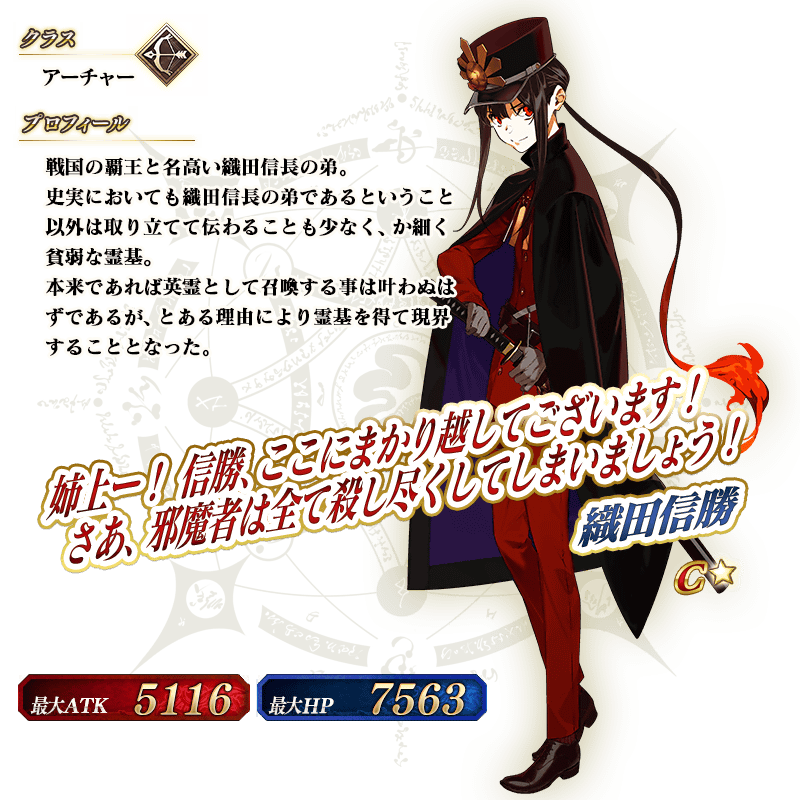 クラス
アーチャー
プロフィール
戦国の覇王と名高い織田信長の弟。
史実においても織田信長の弟であるということ
以外は取り立てて伝わることも少なく、か細く
貧弱な霊基。
本来であれば英霊として召喚する事は叶わぬは
ずであるが、とある理由により霊基を得て現界
することとなった。
姉上ー！信勝、ここにまかり越してございます！
さあ、邪魔者は全て殺し尽くしてしまいましょう！
織田信勝
C
最大ATK 5116
最大HP 7563